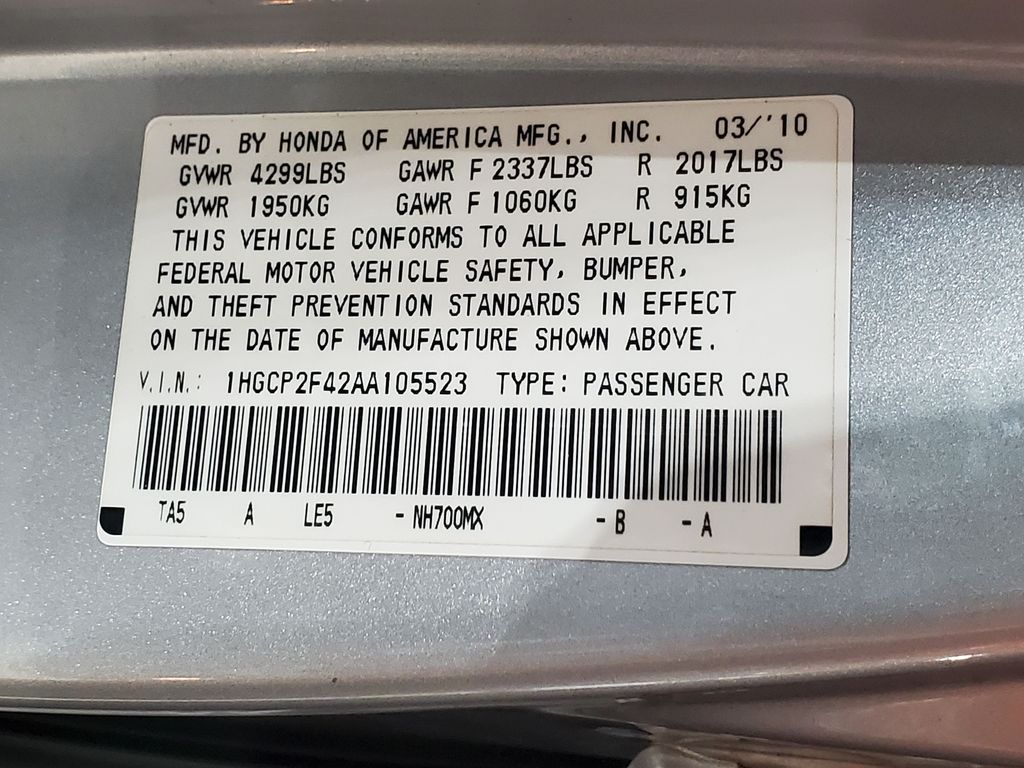 MFD. BY HONDA OF AMERICA MFG., INC. 03/'10
GVWR 4299LBS GAWR F 2337LBS R 2017LBS
GVWR 1950KG GAWR F 1060KG R 915KG
THIS VEHICLE CONFORMS TO ALL APPLICABLE
FEDERAL MOTOR VEHICLE SAFETY, BUMPER,
AND THEFT PREVENTION STANDARDS IN EFFECT
ON THE DATE OF MANUFACTURE SHOWN ABOVE.
V.I.N.: 1HGCP2F42AA105523 TYPE: PASSENGER CAR
TA5 A LE5 -NH700MX -B -A